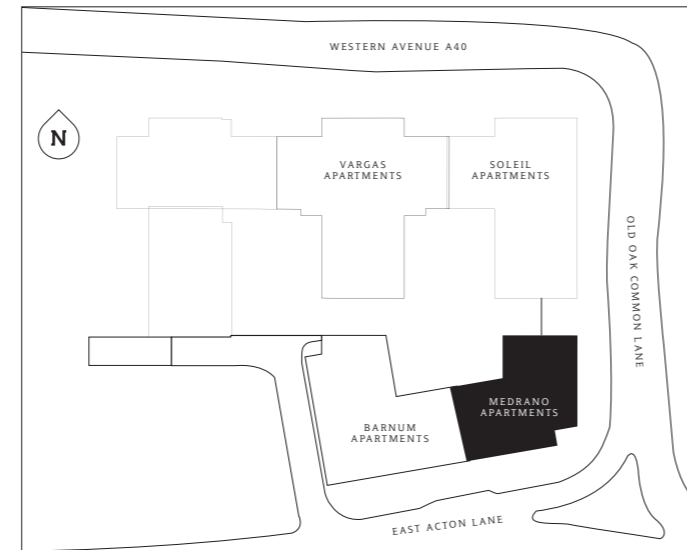 WESTERN AVENUE A40
N
VARGAS
APARTMENTS
SOLEIL
APARTMENTS
OLD OAK COMMON LANE
MEDRANO
APARTMENTS
BARNUM
APARTMENTS
EAST ACTON LANE